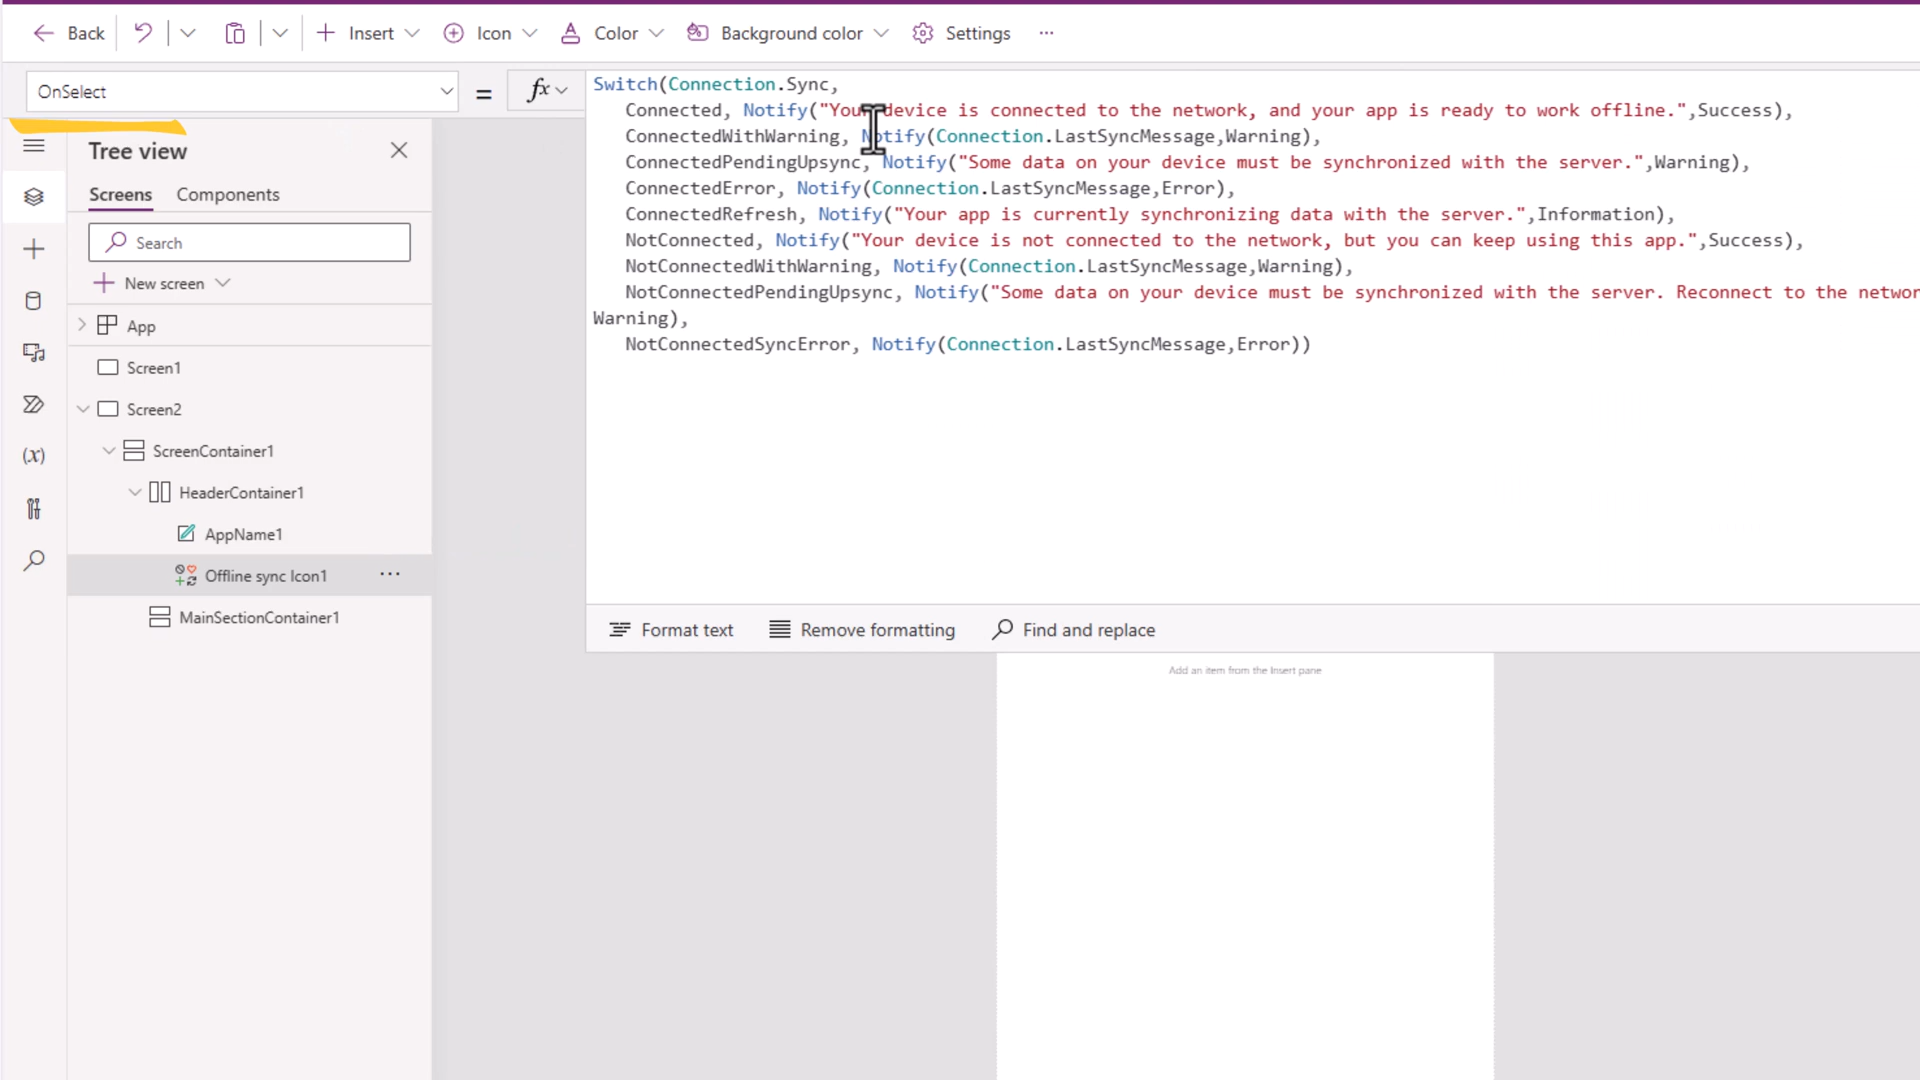 Back
Insert
Icon
Color
Background color
Settings
OnSelect
=
fx
Switch(Connection.Sync,
Connected, Notify("Your device is connected to the network, and your app is ready to work offline.",Success),
ConnectedWithWarning, Notify(Connection.LastSyncMessage,Warning),
ConnectedPendingUpsync, Notify("Some data on your device must be synchronized with the server.",Warning),
ConnectedError, Notify(Connection.LastSyncMessage,Error),
ConnectedRefresh, Notify("Your app is currently synchronizing data with the server.",Information),
NotConnected, Notify("Your device is not connected to the network, but you can keep using this app.",Success),
NotConnectedWithWarning, Notify(Connection.LastSyncMessage,Warning),
NotConnectedPendingUpsync, Notify("Some data on your device must be synchronized with the server. Reconnect to the networ
Warning),
NotConnectedSyncError, Notify(Connection.LastSyncMessage,Error))
Format text
Remove formatting
Find and replace
Tree view
Screens
Components
Search
New screen
App
Screen1
Screen2
ScreenContainer1
HeaderContainer1
AppName1
Offline sync Icon1
MainSectionContainer1
(x)
Add an item from the Insert pane